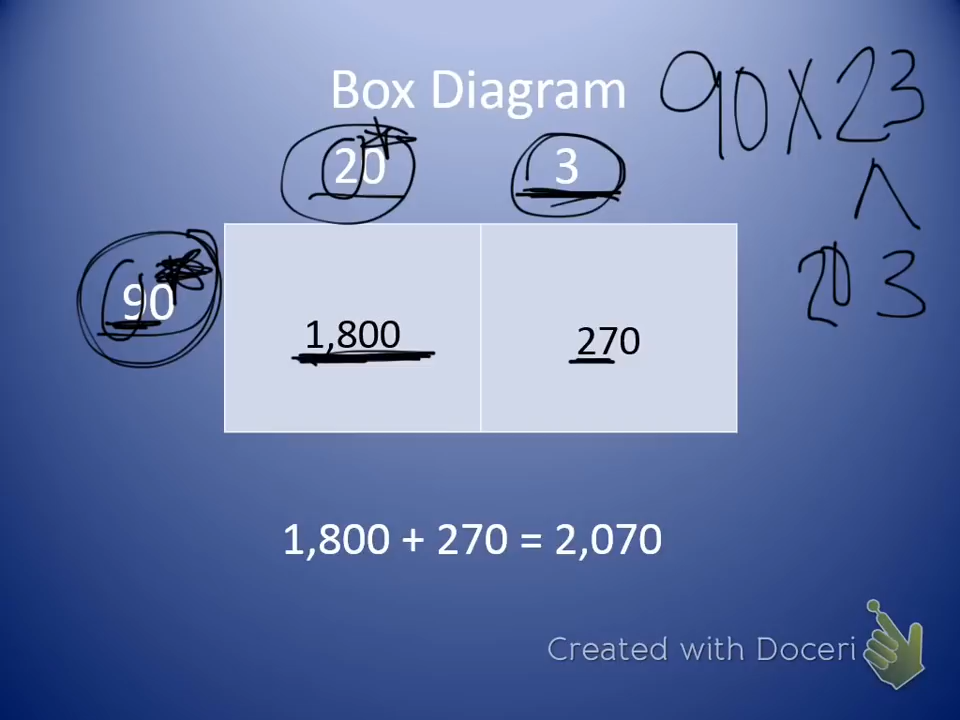 Box Diagram
90 X 23
20 3
20 3
90
1,800 270
1,800 + 270 = 2,070
Created with Doceri